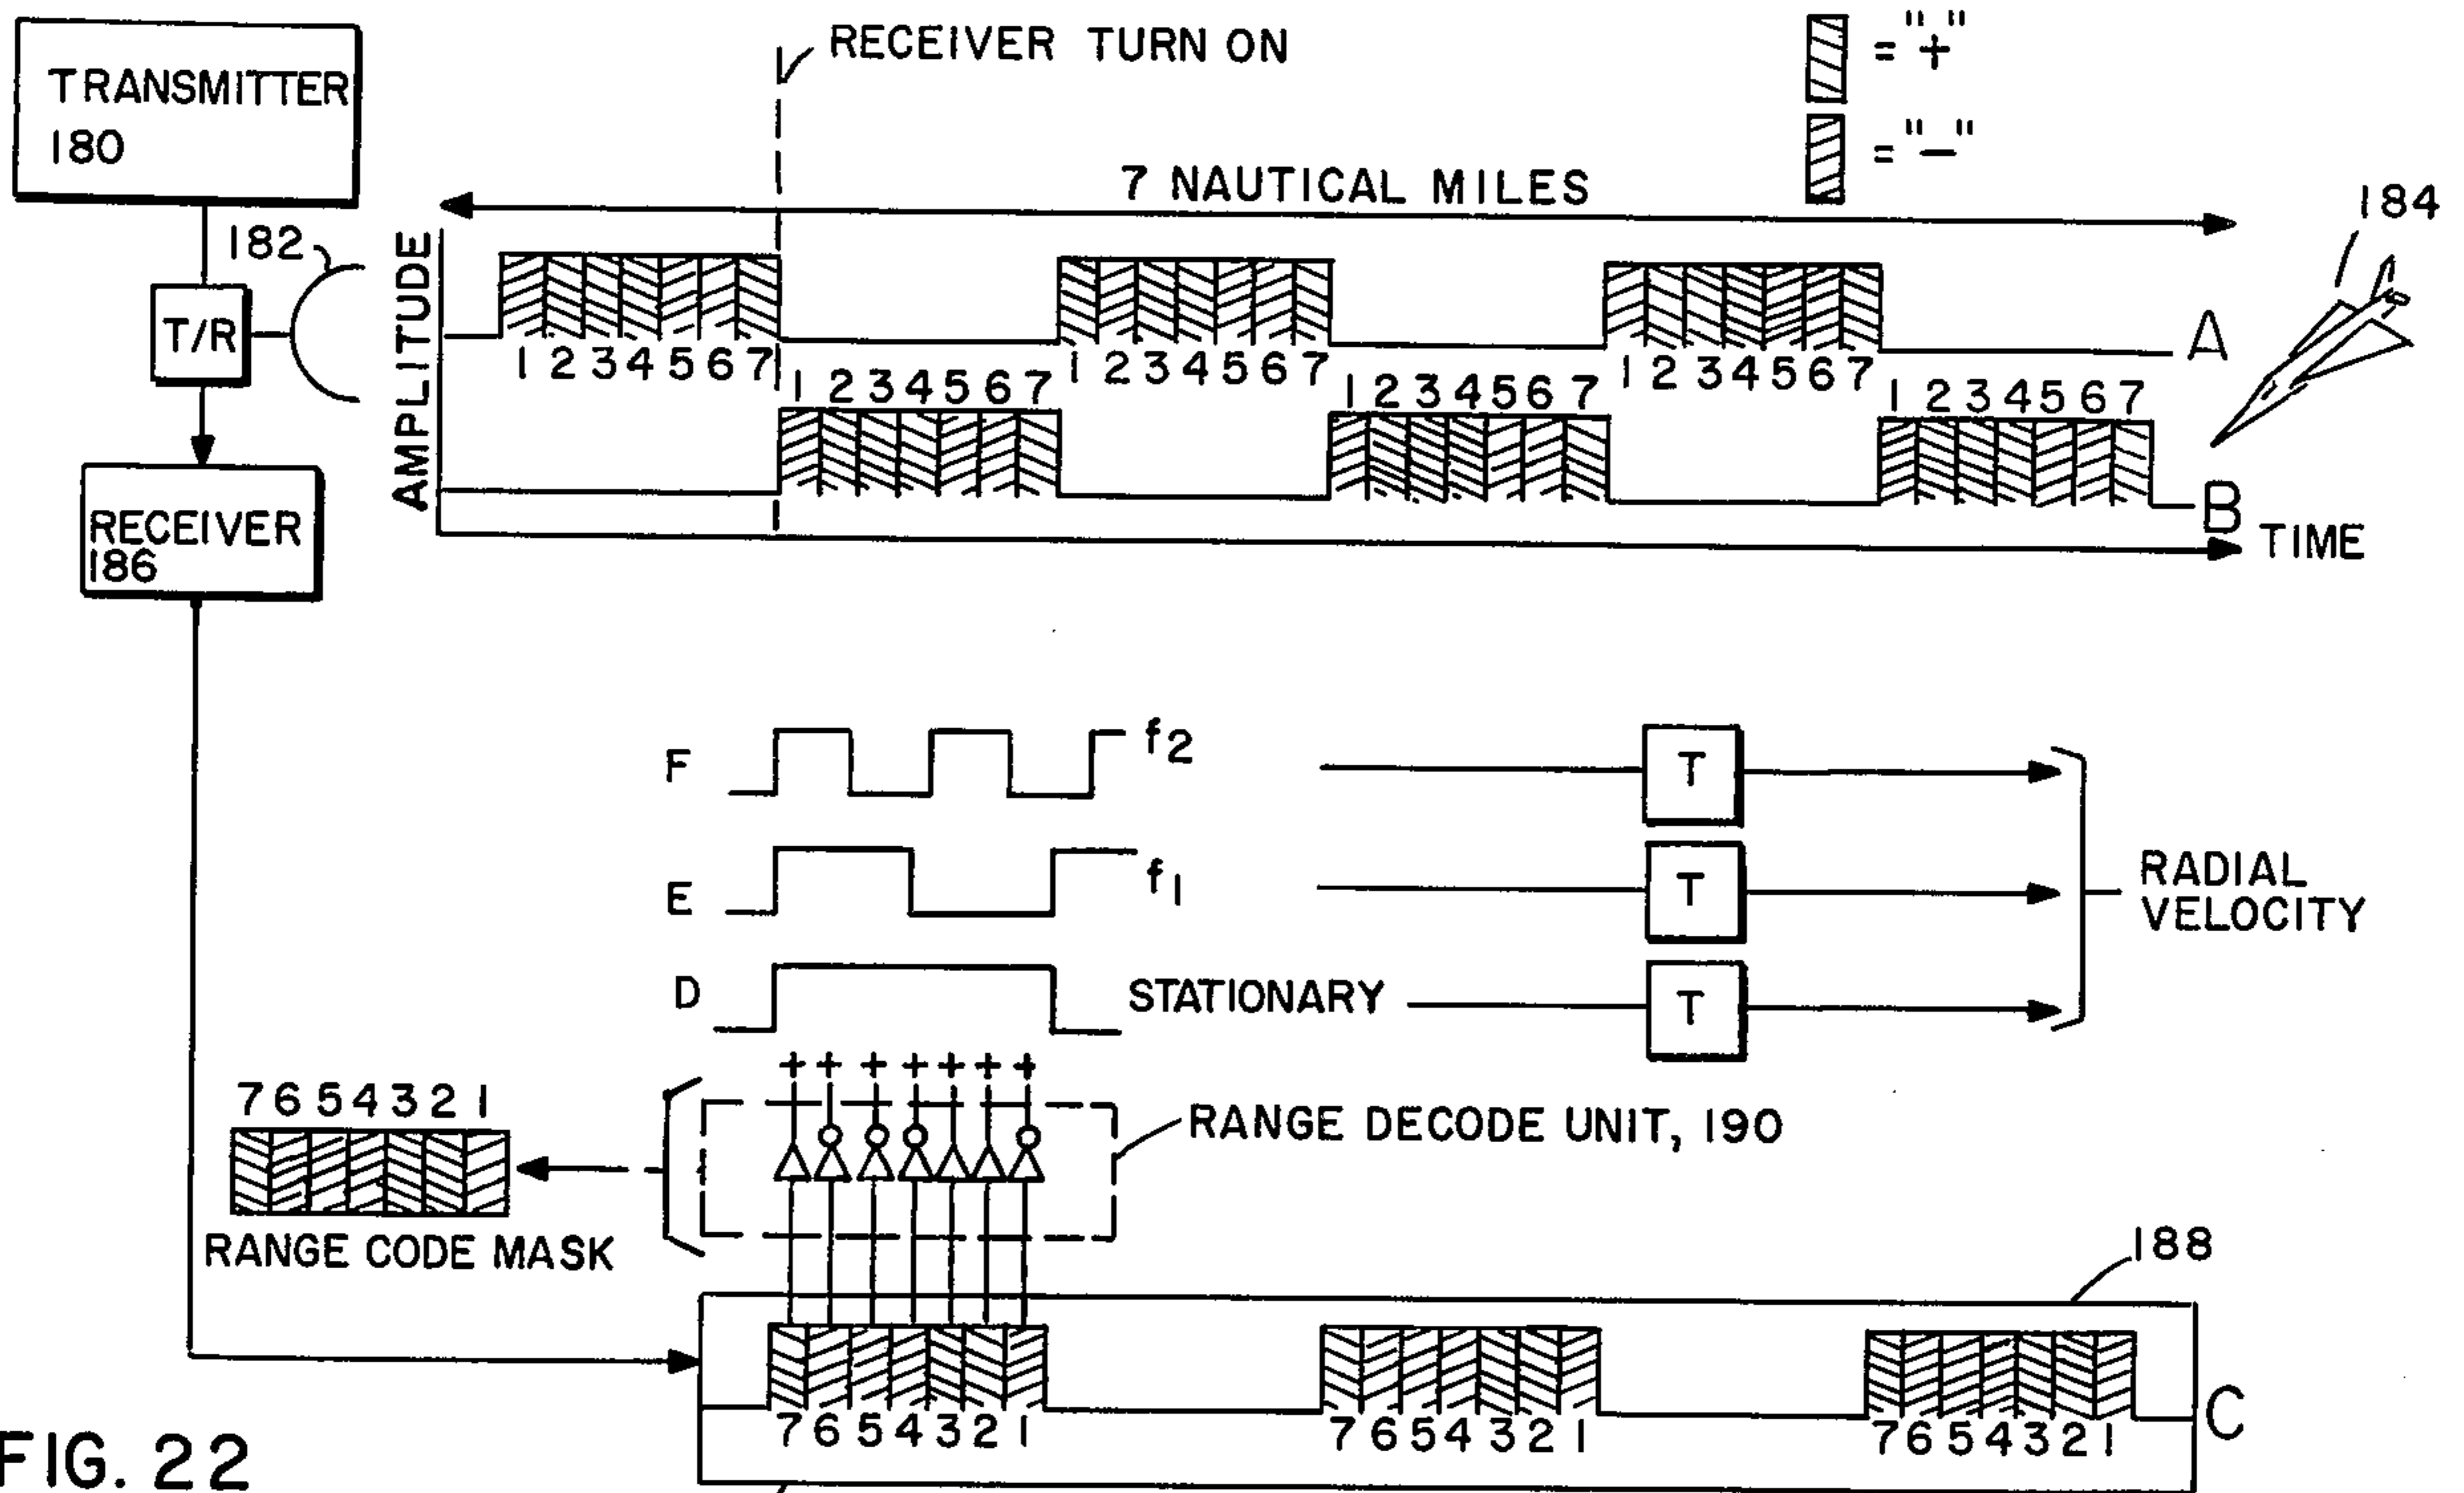 TRANSMITTER
180
RECEIVER TURN ON
= "+"
= "–"
7 NAUTICAL MILES
184
182
AMPLITUDE
T/R
A
1 2 3 4 5 6 7
1 2 3 4 5 6 7
1 2 3 4 5 6 7
1 2 3 4 5 6 7
1 2 3 4 5 6 7
1 2 3 4 5 6 7
RECEIVER
186
B
TIME
F
f2
T
E
f1
T
RADIAL
VELOCITY
D
STATIONARY
T
+ + + + + + +
7 6 5 4 3 2 1
RANGE DECODE UNIT, 190
RANGE CODE MASK
188
7 6 5 4 3 2 1
7 6 5 4 3 2 1
7 6 5 4 3 2 1
C
FIG. 22